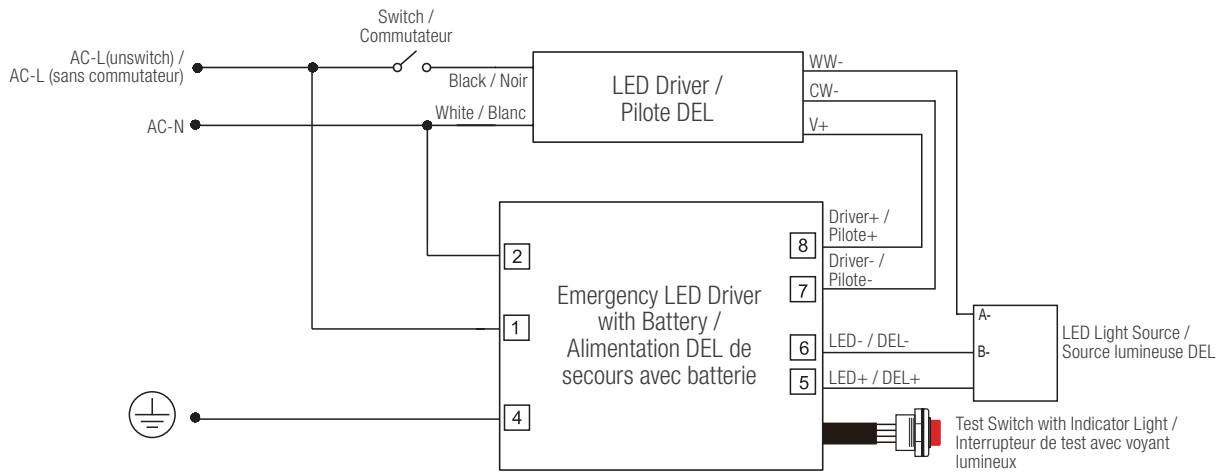 Switch /
Commutateur
AC-L(unswitch) /
AC-L (sans commutateur)
Black / Noir
White / Blanc
AC-N
LED Driver /
Pilote DEL
WW-
CW-
V+
Driver+ /
Pilote+
Driver- /
Pilote-
2
1
4
8
7
6
5
Emergency LED Driver
with Battery /
Alimentation DEL de
secours avec batterie
LED- / DEL-
LED+ / DEL+
A-
B-
LED Light Source /
Source lumineuse DEL
Test Switch with Indicator Light /
Interrupteur de test avec voyant
lumineux